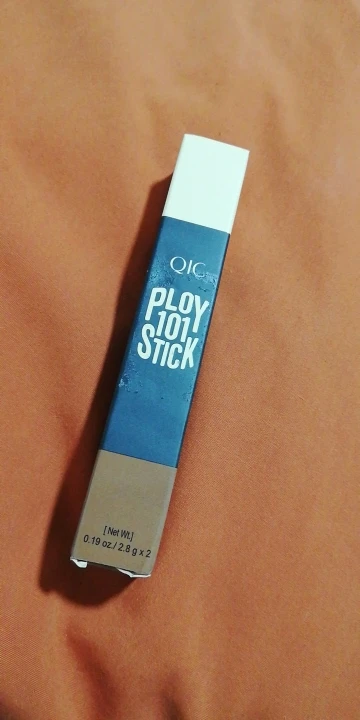 QIC
PLOY
101
STICK
[ Net Wt.]
0.19 oz./ 2.8 g x 2